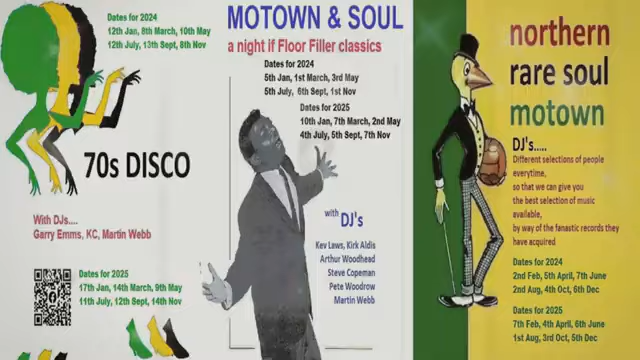 Dates for 2024
12th Jan, 8th March, 10th May
12th July, 13th Sept, 8th Nov
70s DISCO
With DJs....
Garry Emms, KC, Martin Webb
Dates for 2025
17th Jan, 14th March, 9th May
11th July, 12th Sept, 14th Nov
MOTOWN & SOUL
a night if Floor Filler classics
Dates for 2024
5th Jan, 1st March, 3rd May
5th July, 6th Sept, 1st Nov
Dates for 2025
10th Jan, 7th March, 2nd May
4th July, 5th Sept, 7th Nov
with DJ's
Kev Laws, Kirk Aldis
Arthur Woodhead
Steve Copeman
Pete Woodrow
Martin Webb
northern
rare soul
motown
DJ's.....
Different selections of people
everytime,
so that we can give you
the best selection of music
available,
by way of the fanastic records they
have acquired
Dates for 2024
2nd Feb, 5th April, 7th June
2nd Aug, 4th Oct, 6th Dec
Dates for 2025
7th Feb, 4th April, 6th June
1st Aug, 3rd Oct, 5th Dec